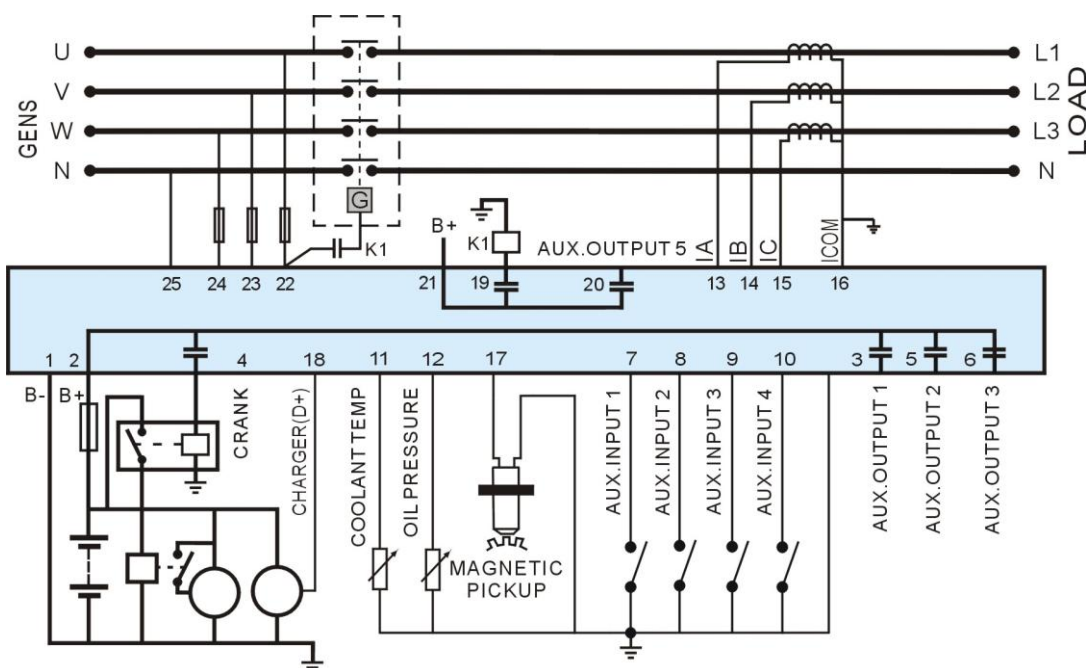 U
V
W
N
GENS
L1
L2
L3
N
LOAD
G
K1
B+
K1
AUX.OUTPUT 5
IA
IB
IC
ICOM
25 24 23 22 21 19 20 13 14 15 16
1 2 4 18 11 12 17 7 8 9 10 3 5 6
B-
B+
CRANK
CHARGER(D+)
COOLANT TEMP
OIL PRESSURE
MAGNETIC
PICKUP
AUX.INPUT 1
AUX.INPUT 2
AUX.INPUT 3
AUX.INPUT 4
AUX.OUTPUT 1
AUX.OUTPUT 2
AUX.OUTPUT 3